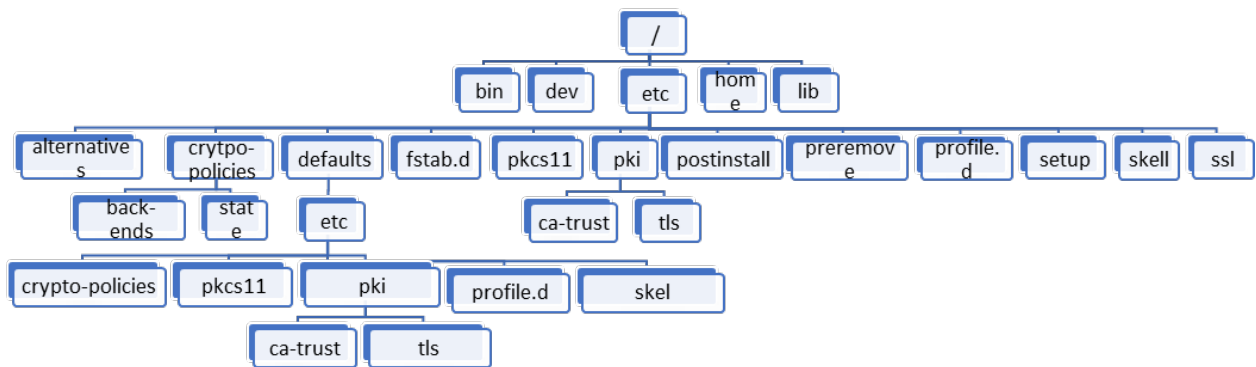 /
bin
dev
etc
hom
e
lib
alternative
s
crytpo-
policies
defaults
fstab.d
pkcs11
pki
postinstall
preremov
e
profile.
d
setup
skell
ssl
back-
ends
stat
e
etc
ca-trust
tls
crypto-policies
pkcs11
pki
profile.d
skel
ca-trust
tls